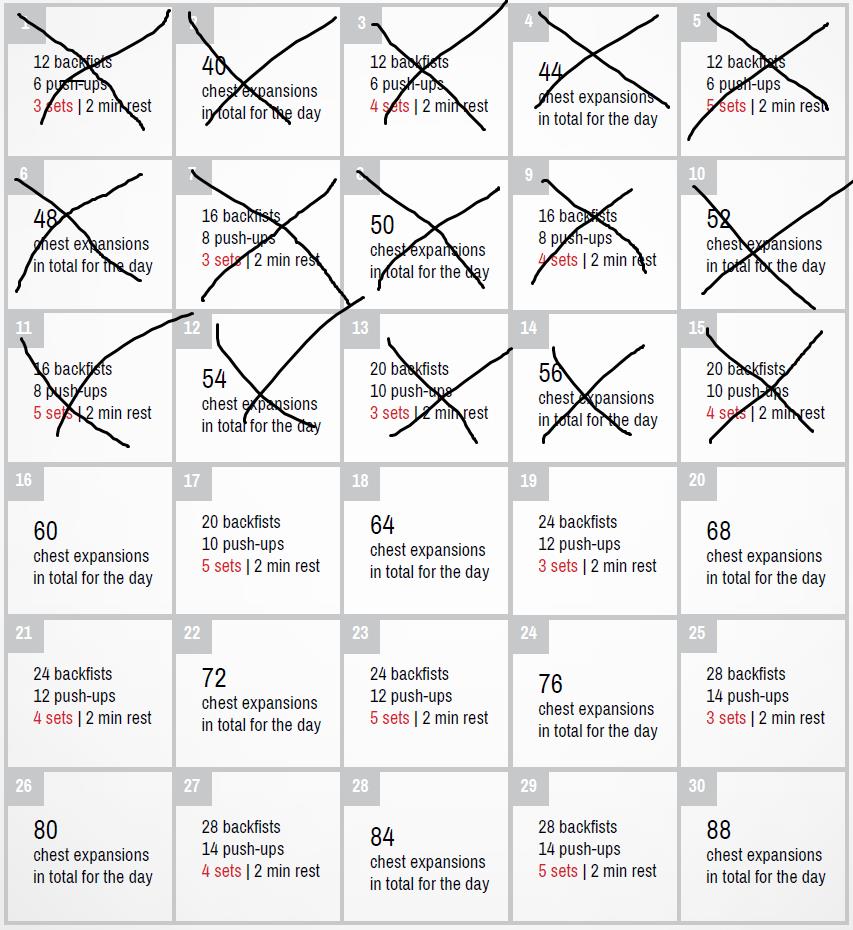 1
12 backfists
6 push-ups
3 sets | 2 min rest
2
40
chest expansions
in total for the day
3
12 backfists
6 push-ups
4 sets | 2 min rest
4
44
chest expansions
in total for the day
5
12 backfists
6 push-ups
5 sets | 2 min rest
6
48
chest expansions
in total for the day
7
16 backfists
8 push-ups
3 sets | 2 min rest
8
50
chest expansions
in total for the day
9
16 backfists
8 push-ups
4 sets | 2 min rest
10
52
chest expansions
in total for the day
11
16 backfists
8 push-ups
5 sets | 2 min rest
12
54
chest expansions
in total for the day
13
20 backfists
10 push-ups
3 sets | 2 min rest
14
56
chest expansions
in total for the day
15
20 backfists
10 push-ups
4 sets | 2 min rest
16
60
chest expansions
in total for the day
17
20 backfists
10 push-ups
5 sets | 2 min rest
18
64
chest expansions
in total for the day
19
24 backfists
12 push-ups
3 sets | 2 min rest
20
68
chest expansions
in total for the day
21
24 backfists
12 push-ups
4 sets | 2 min rest
22
72
chest expansions
in total for the day
23
24 backfists
12 push-ups
5 sets | 2 min rest
24
76
chest expansions
in total for the day
25
28 backfists
14 push-ups
3 sets | 2 min rest
26
80
chest expansions
in total for the day
27
28 backfists
14 push-ups
4 sets | 2 min rest
28
84
chest expansions
in total for the day
29
28 backfists
14 push-ups
5 sets | 2 min rest
30
88
chest expansions
in total for the day